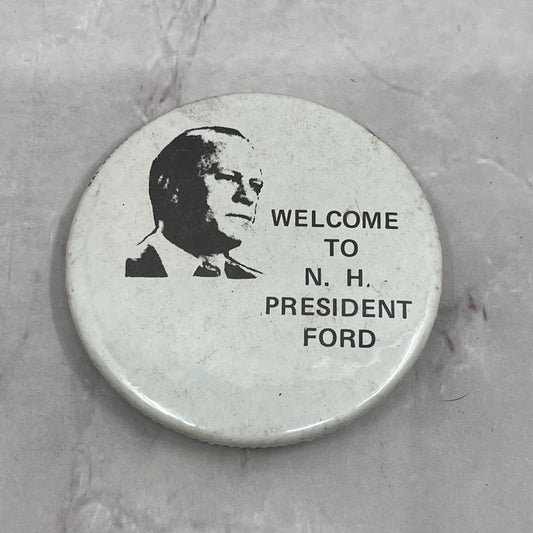 WELCOME
TO
N. H.
PRESIDENT
FORD